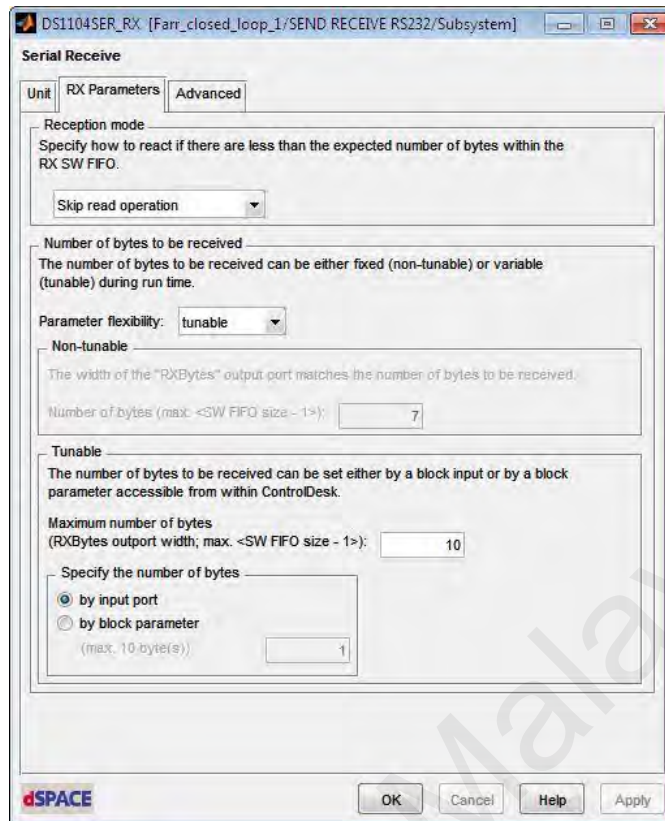 DS1104SER_RX [Farr_closed_loop_1/SEND RECEIVE RS232/Subsystem]
Serial Receive
Unit RX Parameters Advanced
Reception mode
Specify how to react if there are less than the expected number of bytes within the
RX SW FIFO.
Skip read operation
Number of bytes to be received
The number of bytes to be received can be either fixed (non-tunable) or variable
(tunable) during run time.
Parameter flexibility: tunable
Non-tunable
The width of the "RXBytes" output port matches the number of bytes to be received.
Number of bytes (max. <SW FIFO size - 1>): 7
Tunable
The number of bytes to be received can be set either by a block input or by a block
parameter accessible from within ControlDesk.
Maximum number of bytes
(RXBytes outport width; max. <SW FIFO size - 1>): 10
Specify the number of bytes
by input port
by block parameter
(max. 10 byte(s)) 1
dSPACE OK Cancel Help Apply
Malay